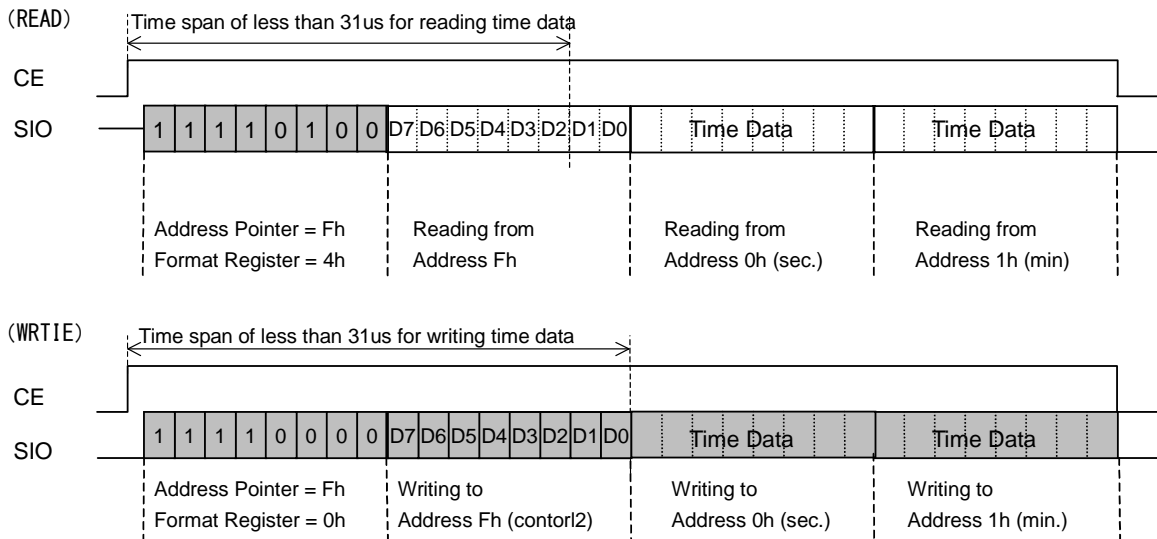 (READ)
Time span of less than 31us for reading time data
CE
SIO
1 1 1 1 0 1 0 0 D7 D6 D5 D4 D3 D2 D1 D0 Time Data Time Data
Address Pointer = Fh
Format Register = 4h
Reading from
Address Fh
Reading from
Address 0h (sec.)
Reading from
Address 1h (min)
(WRTIE)
Time span of less than 31us for writing time data
CE
SIO
1 1 1 1 0 0 0 0 D7 D6 D5 D4 D3 D2 D1 D0 Time Data Time Data
Address Pointer = Fh
Format Register = 0h
Writing to
Address Fh (contorl2)
Writing to
Address 0h (sec.)
Writing to
Address 1h (min.)